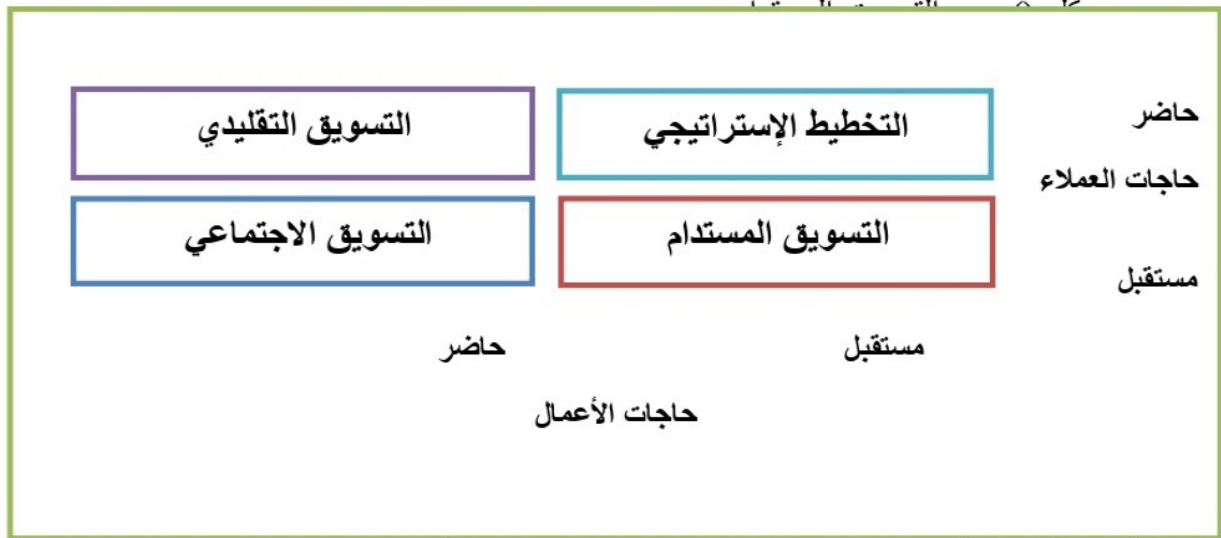 حاضر
التخطيط الإستراتيجي
التسويق التقليدي
حاجات العملاء
التسويق المستدام
التسويق الاجتماعي
مستقبل
مستقبل
حاضر
حاجات الأعمال